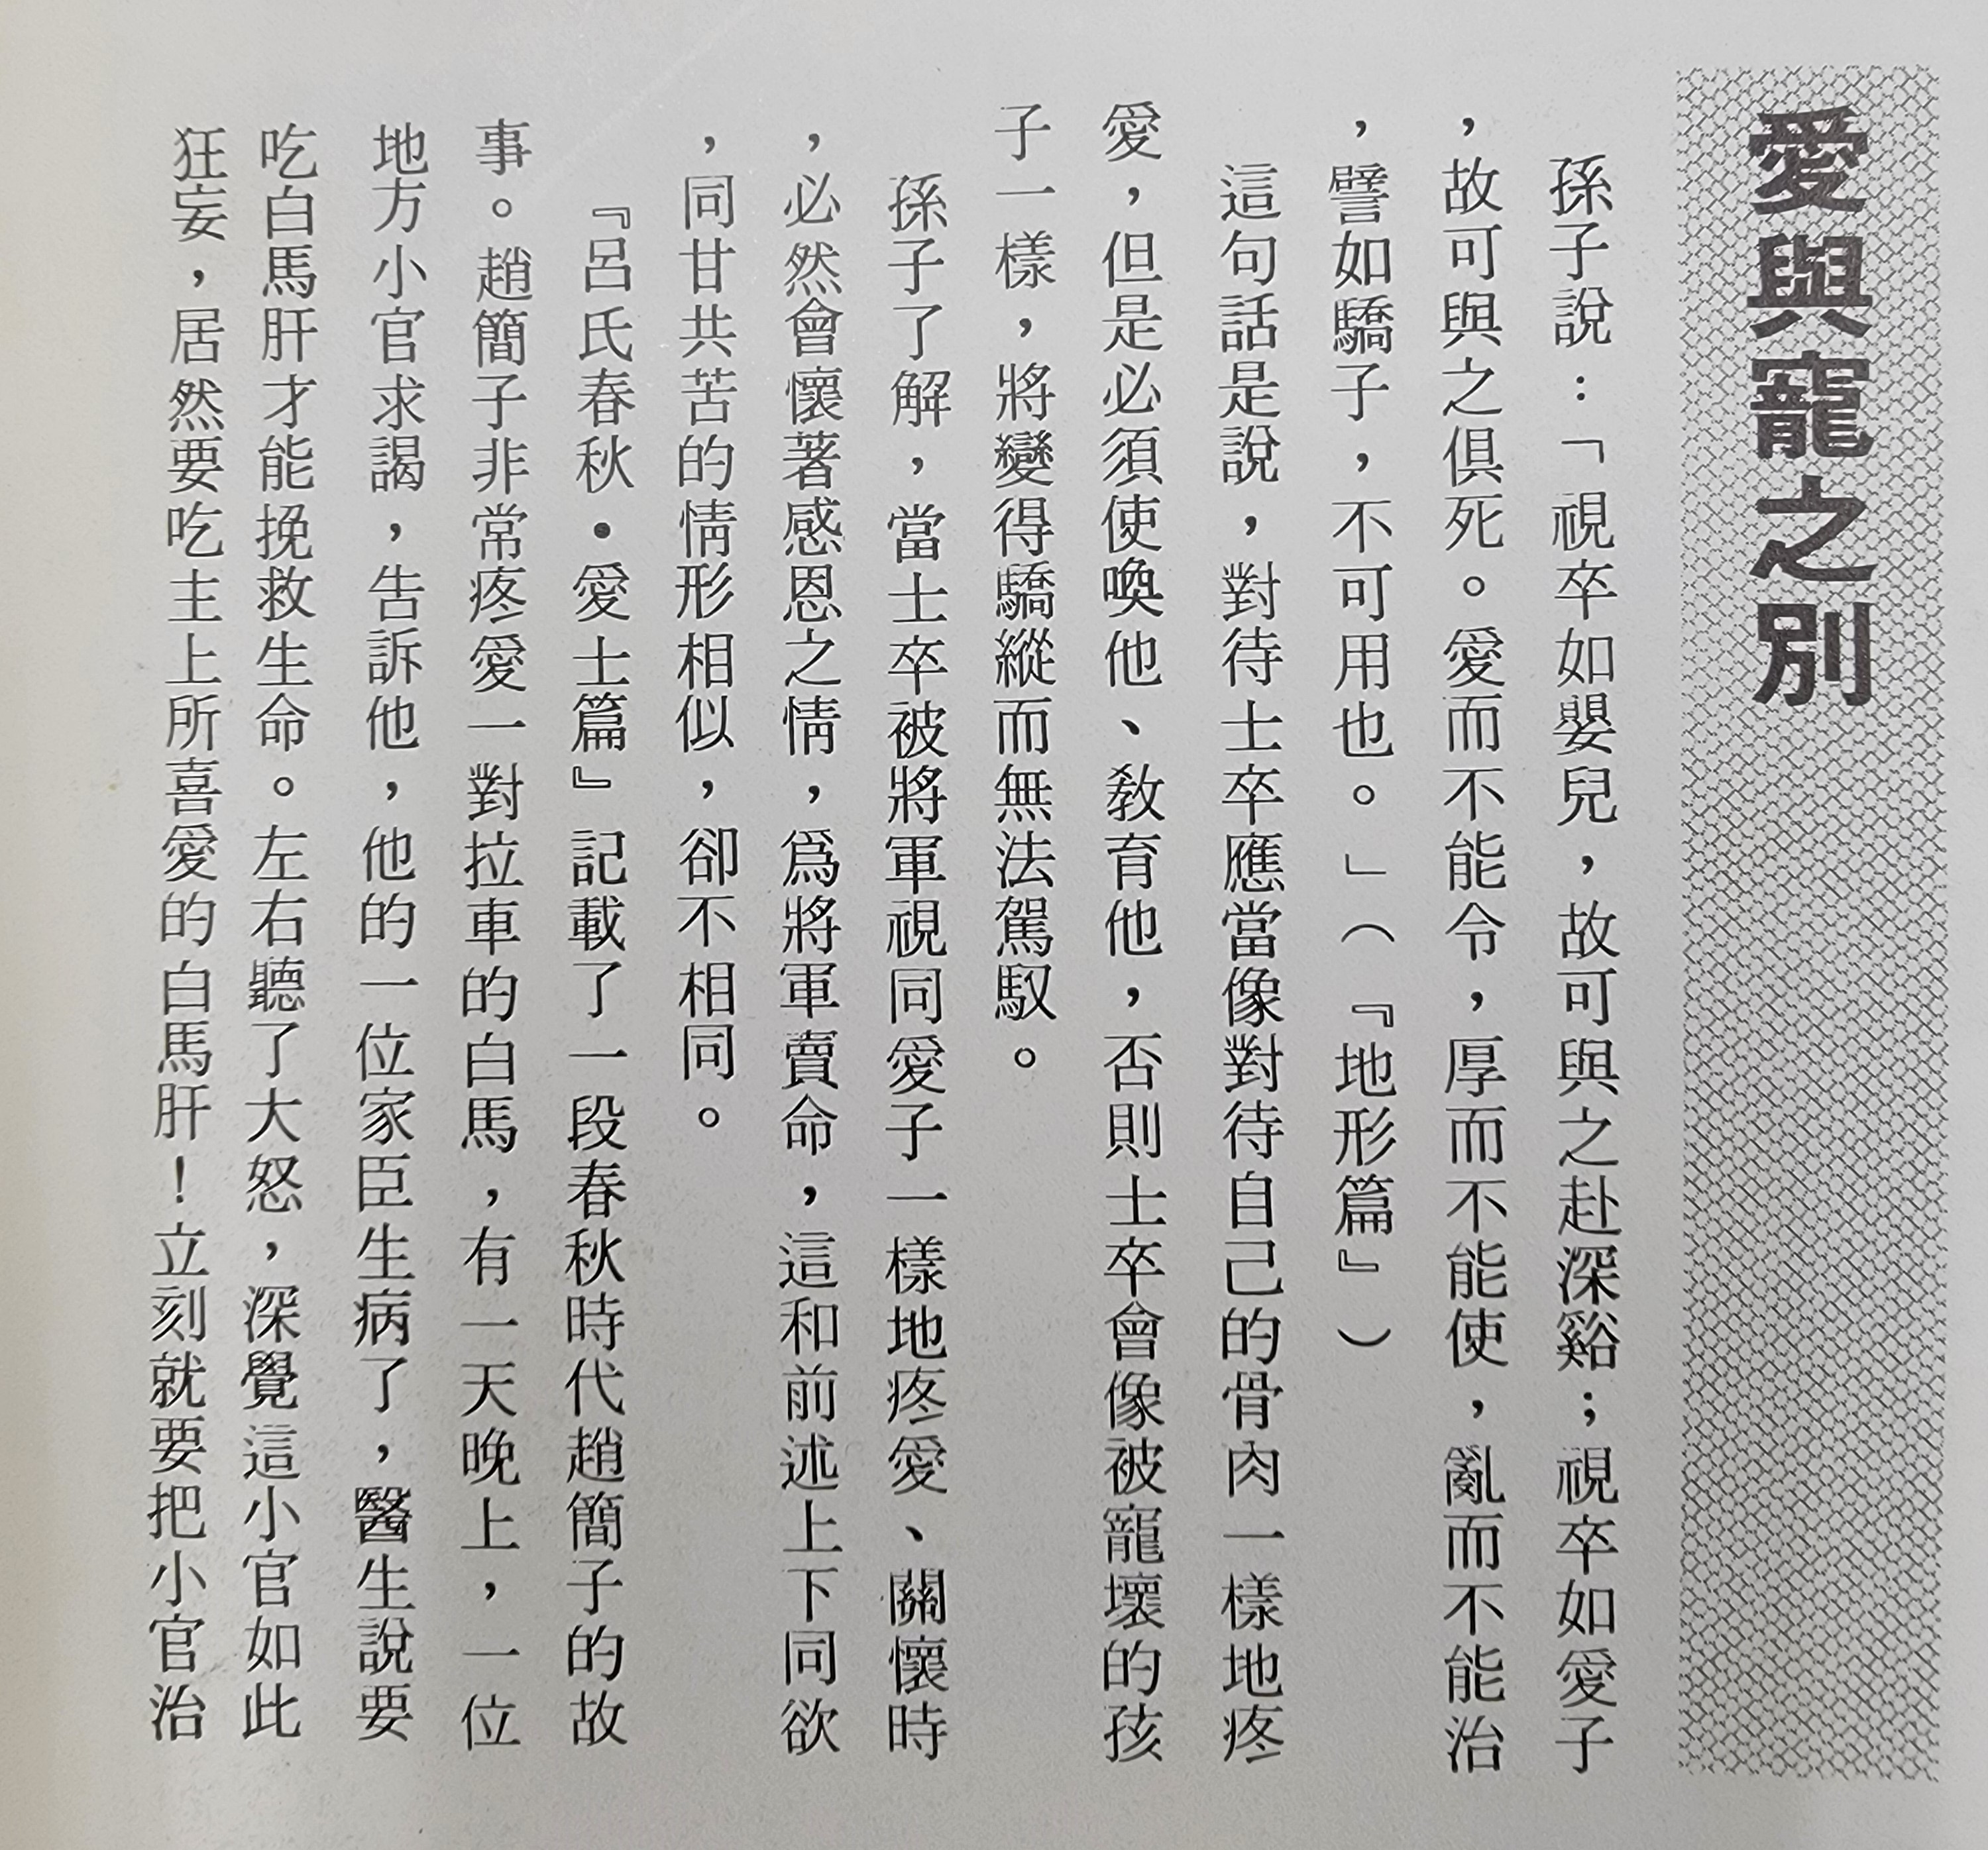 愛與寵之別
孫子說：「視卒如嬰兒，故可與之赴深谿；視卒如愛子
，故可與之俱死。愛而不能令，厚而不能使，亂而不能治
，譬如驕子，不可用也。」（『地形篇』）
這句話是說，對待士卒應當像對待自己的骨肉一樣地疼
愛，但是必須使喚他、教育他，否則士卒會像被寵壞的孩
子一樣，將變得驕縱而無法駕馭。
孫子了解，當士卒被將軍視同愛子一樣地疼愛、關懷時
，必然會懷著感恩之情，爲將軍賣命，這和前述上下同欲
，同甘共苦的情形相似，卻不相同。
『呂氏春秋•愛士篇』記載了一段春秋時代趙簡子的故
事。趙簡子非常疼愛一對拉車的白馬，有一天晚上，一位
地方小官求謁，告訴他，他的一位家臣生病了，醫生說要
吃白馬肝才能挽救生命。左右聽了大怒，深覺這小官如此
狂妄，居然要吃主上所喜愛的白馬肝！立刻就要把小官治